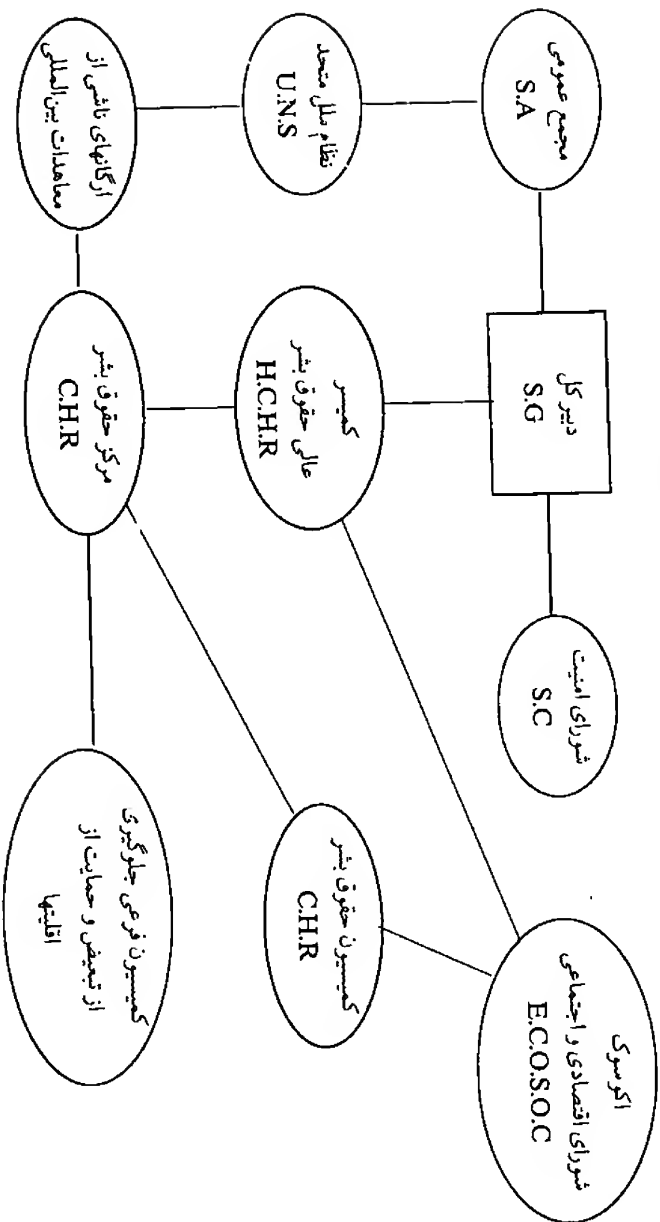 مجمع عمومی
S.A
دبیر کل
S.G
شورای امنیت
S.C
اکوسوک
شورای اقتصادی و اجتماعی
E.C.O.S.O.C
نظام ملل متحد
U.N.S
کمیسر
عالی حقوق بشر
H.C.H.R
کمیسیون حقوق بشر
C.H.R
ارگانهای ناشی از
معاهدات بین‌المللی
مرکز حقوق بشر
C.H.R
کمیسیون فرعی جلوگیری
از تبعیض و حمایت از
اقلیتها